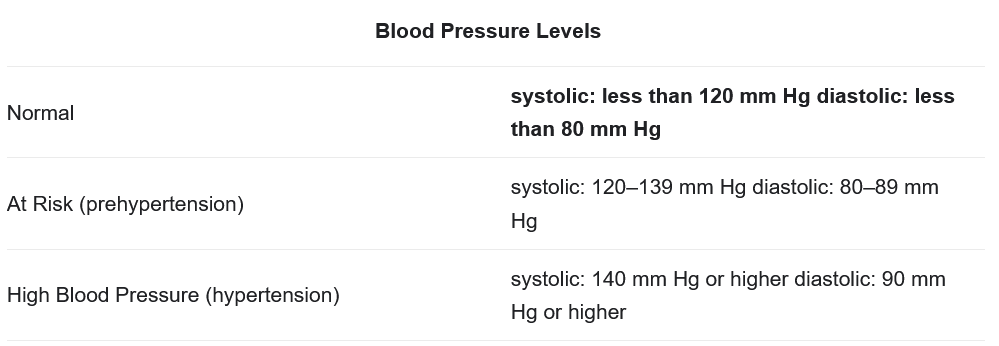 Blood Pressure Levels
Normal
systolic: less than 120 mm Hg diastolic: less
than 80 mm Hg
At Risk (prehypertension)
systolic: 120–139 mm Hg diastolic: 80–89 mm
Hg
High Blood Pressure (hypertension)
systolic: 140 mm Hg or higher diastolic: 90 mm
Hg or higher